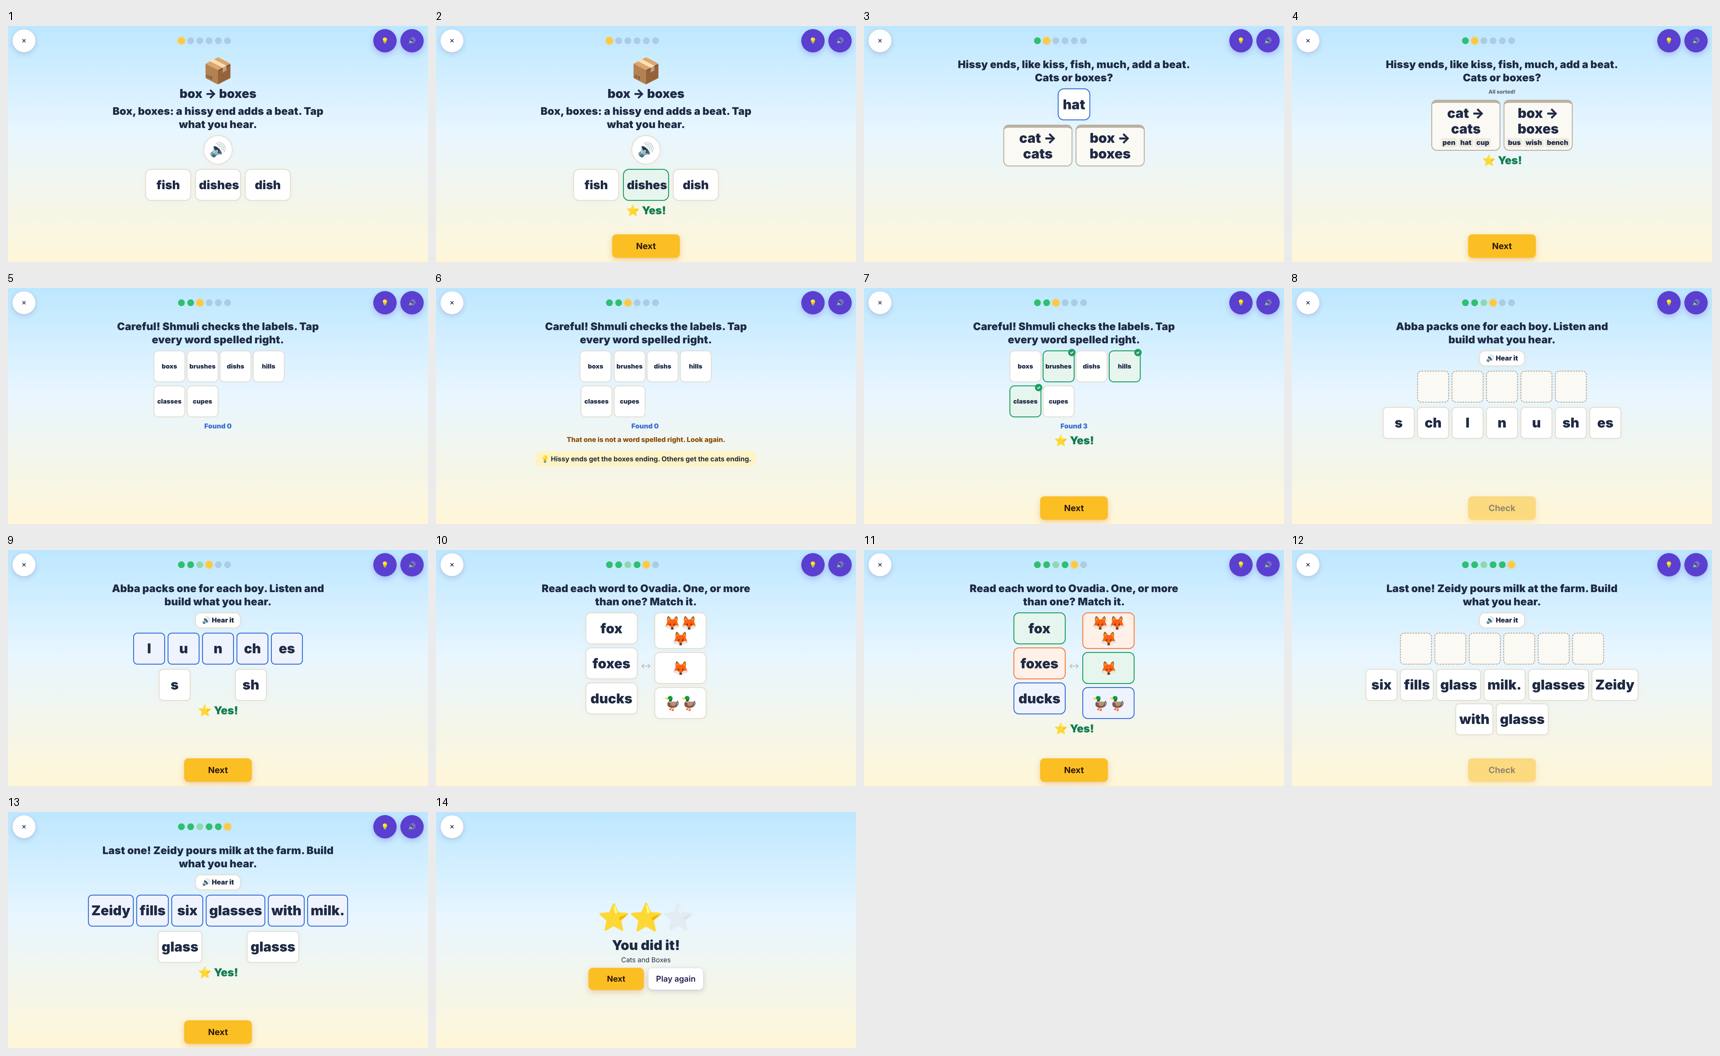 1
×
box → boxes
Box, boxes: a hissy end adds a beat. Tap
what you hear.
fish dishes dish
2
×
box → boxes
Box, boxes: a hissy end adds a beat. Tap
what you hear.
fish dishes dish
Yes!
Next
3
×
Hissy ends, like kiss, fish, much, add a beat.
Cats or boxes?
hat
cat → box →
cats boxes
4
×
Hissy ends, like kiss, fish, much, add a beat.
Cats or boxes?
All sorted!
cat → box →
cats boxes
pen hat cup bus wish bench
Yes!
Next
5
×
Careful! Shmuli checks the labels. Tap
every word spelled right.
boxs brushes dishs hills
classes cupes
Found 0
6
×
Careful! Shmuli checks the labels. Tap
every word spelled right.
boxs brushes dishs hills
classes cupes
Found 0
That one is not a word spelled right. Look again.
Hissy ends get the boxes ending. Others get the cats ending.
7
×
Careful! Shmuli checks the labels. Tap
every word spelled right.
boxs brushes dishs hills
classes cupes
Found 3
Yes!
Next
8
×
Abba packs one for each boy. Listen and
build what you hear.
Hear it
s ch l n u sh es
Check
9
×
Abba packs one for each boy. Listen and
build what you hear.
Hear it
l u n ch es
s sh
Yes!
Next
10
×
Read each word to Ovadia. One, or more
than one? Match it.
fox
foxes ↔
ducks
11
×
Read each word to Ovadia. One, or more
than one? Match it.
fox
foxes ↔
ducks
Yes!
Next
12
×
Last one! Zeidy pours milk at the farm. Build
what you hear.
Hear it
six fills glass milk. glasses Zeidy
with glasss
Check
13
×
Last one! Zeidy pours milk at the farm. Build
what you hear.
Hear it
Zeidy fills six glasses with milk.
glass glasss
Yes!
Next
14
×
You did it!
Cats and Boxes
Next Play again